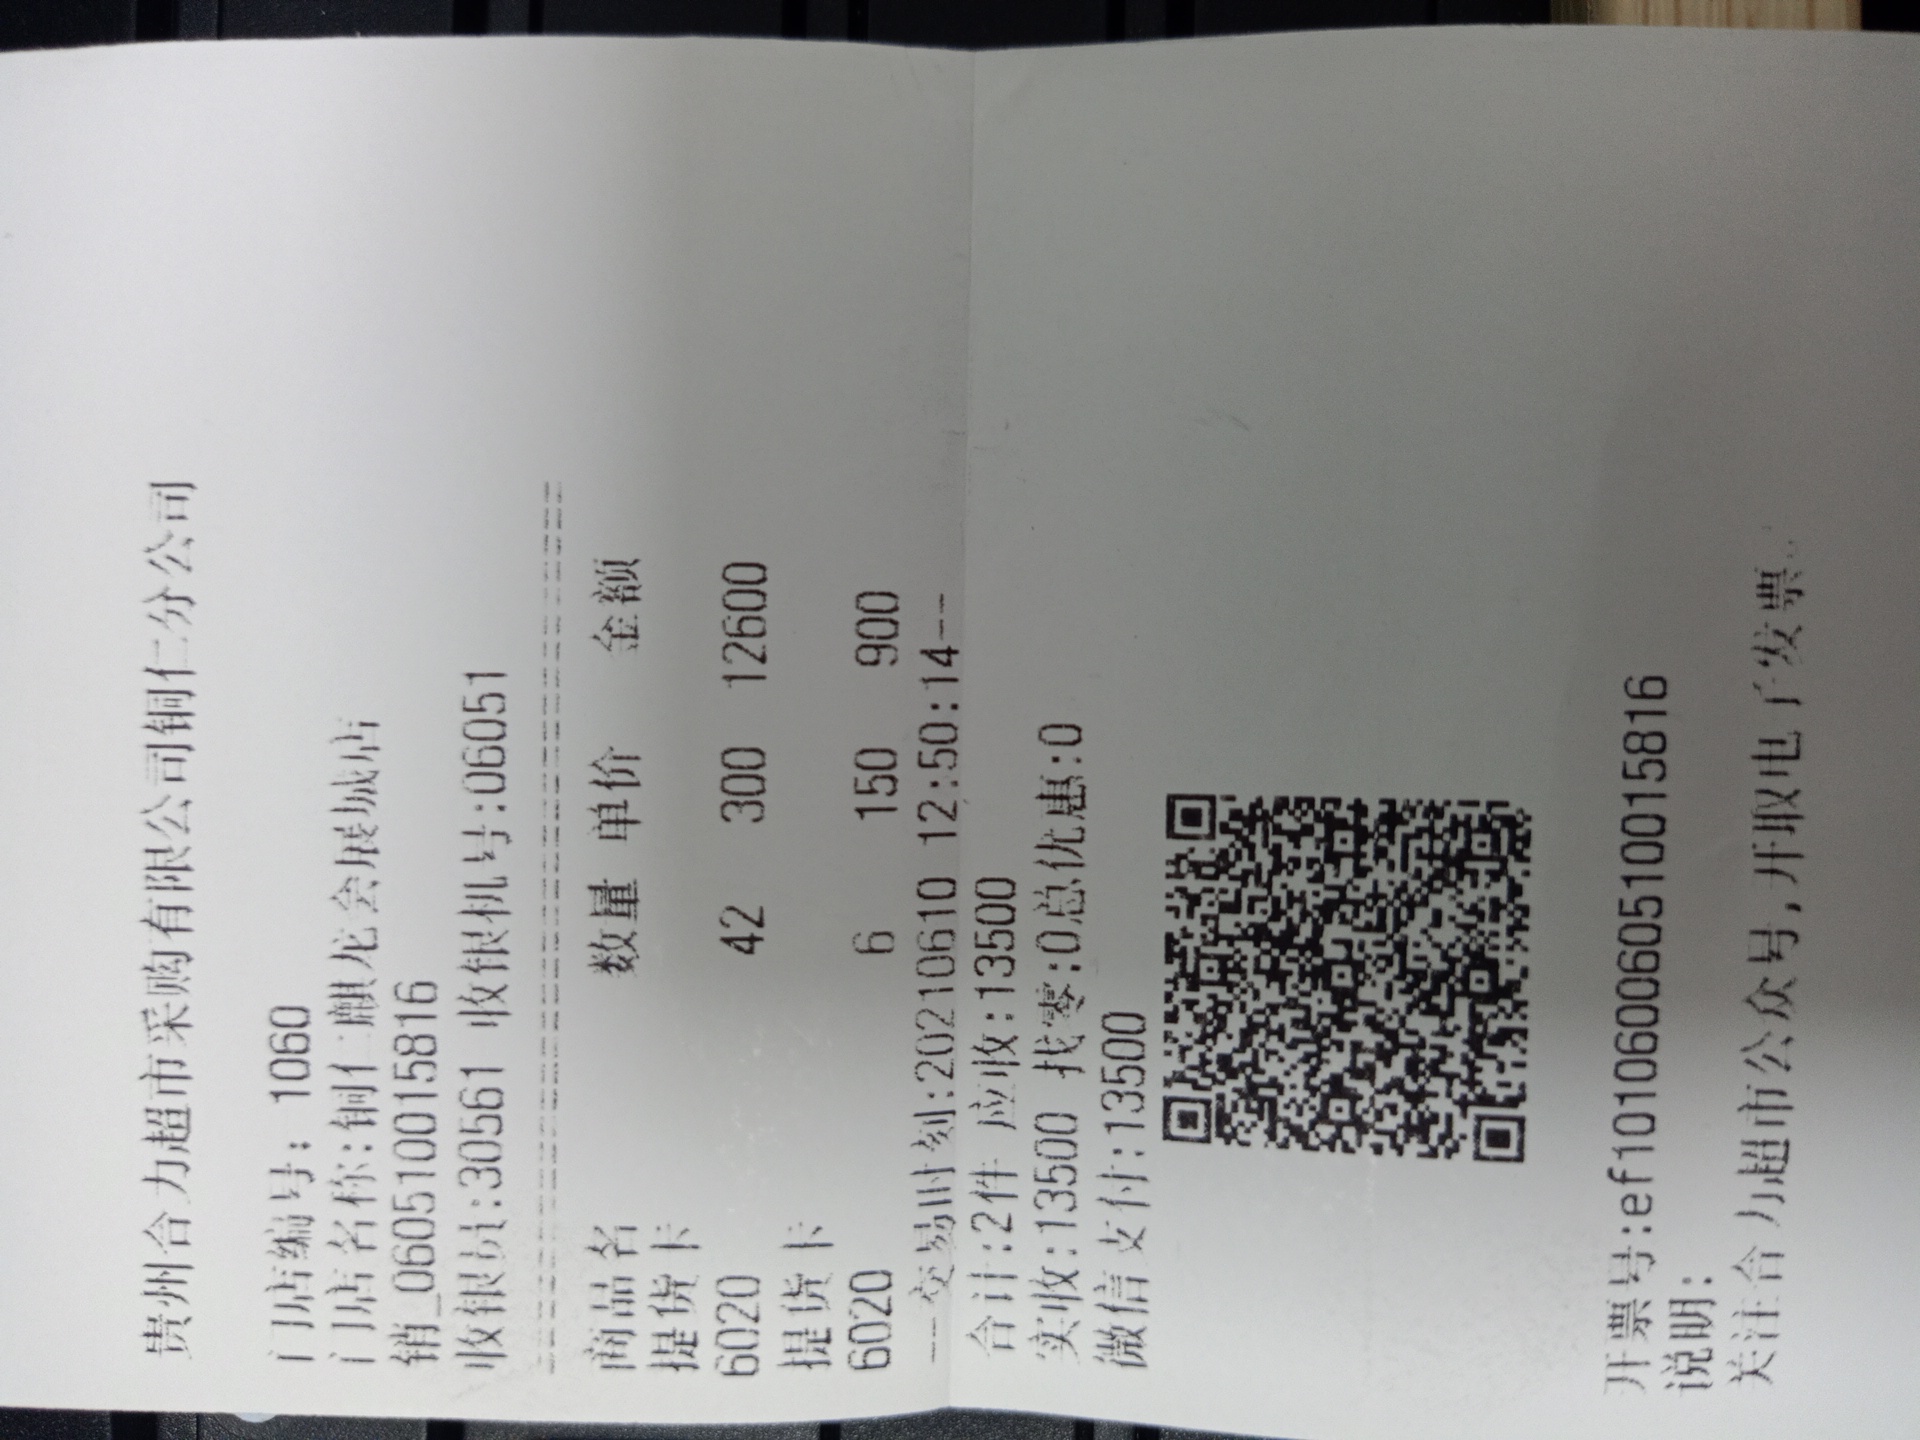 贵州合力超市采购有限公司铜仁分公司
门店编号: 1060
门店名称:铜仁麒龙会展城店
销_060510015816
收银员:30561 收银机号:06051
商品名 数量 单价 金额
提货卡
6020 42 300 12600
提货卡
6020 6 150 900
--交易时刻:20210610 12:50:14--
合计:2件 应收:13500
实收:13500 找零:0总优惠:0
微信支付:13500
开票号:ef101060060510015816
说明:
关注合力超市公众号,开取电子发票.